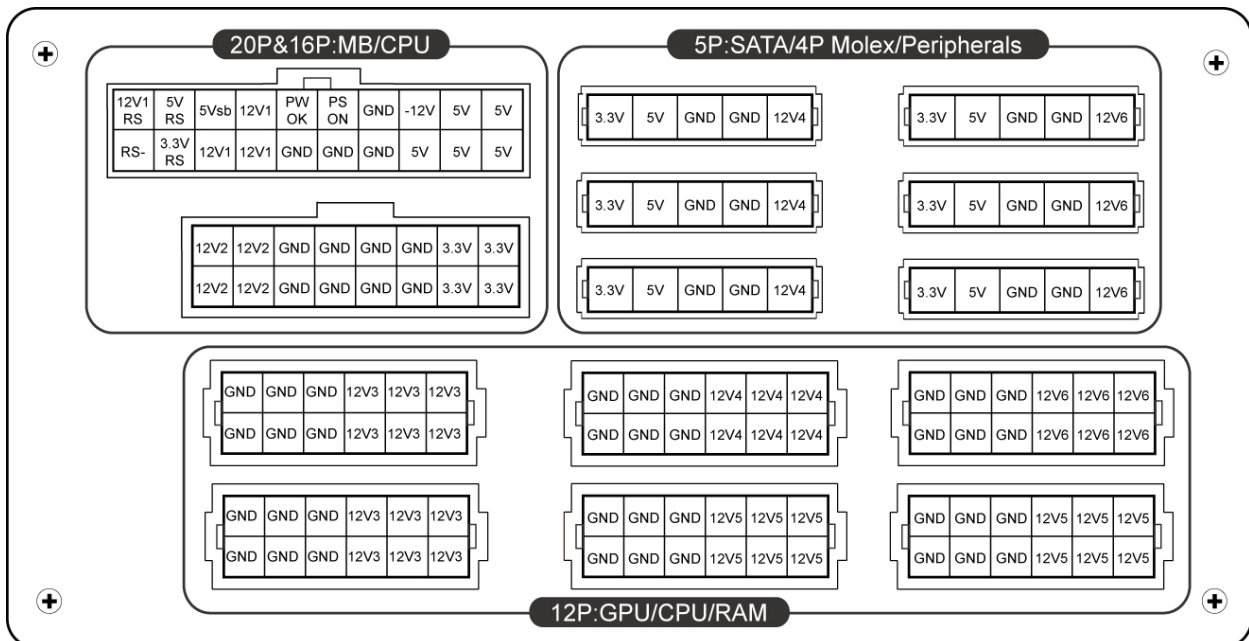 20P&16P:MB/CPU
12V1 RS 5V RS 5Vsb 12V1 PW OK PS ON GND -12V 5V 5V
RS- 3.3V RS 12V1 12V1 GND GND GND 5V 5V 5V
12V2 12V2 GND GND GND GND 3.3V 3.3V
12V2 12V2 GND GND GND GND 3.3V 3.3V
5P:SATA/4P Molex/Peripherals
3.3V 5V GND GND 12V4
3.3V 5V GND GND 12V6
3.3V 5V GND GND 12V4
3.3V 5V GND GND 12V6
3.3V 5V GND GND 12V4
3.3V 5V GND GND 12V6
GND GND GND 12V3 12V3 12V3
GND GND GND 12V3 12V3 12V3
GND GND GND 12V4 12V4 12V4
GND GND GND 12V4 12V4 12V4
GND GND GND 12V6 12V6 12V6
GND GND GND 12V6 12V6 12V6
GND GND GND 12V3 12V3 12V3
GND GND GND 12V3 12V3 12V3
GND GND GND 12V5 12V5 12V5
GND GND GND 12V5 12V5 12V5
GND GND GND 12V5 12V5 12V5
GND GND GND 12V5 12V5 12V5
12P:GPU/CPU/RAM